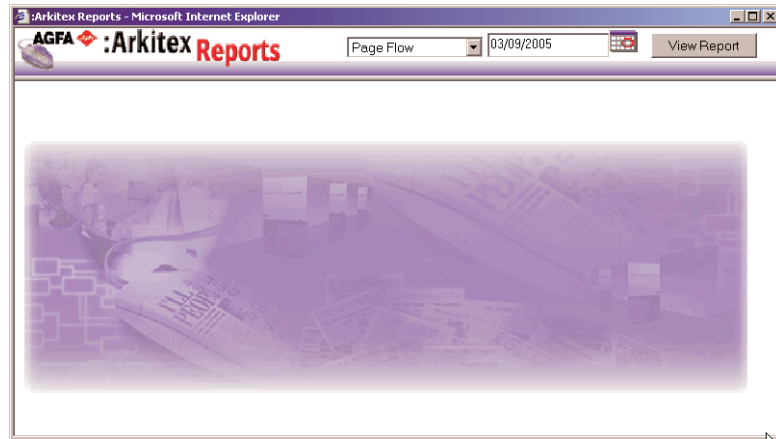 :Arkitex Reports - Microsoft Internet Explorer
AGFA :Arkitex Reports
Page Flow
03/09/2005
View Report